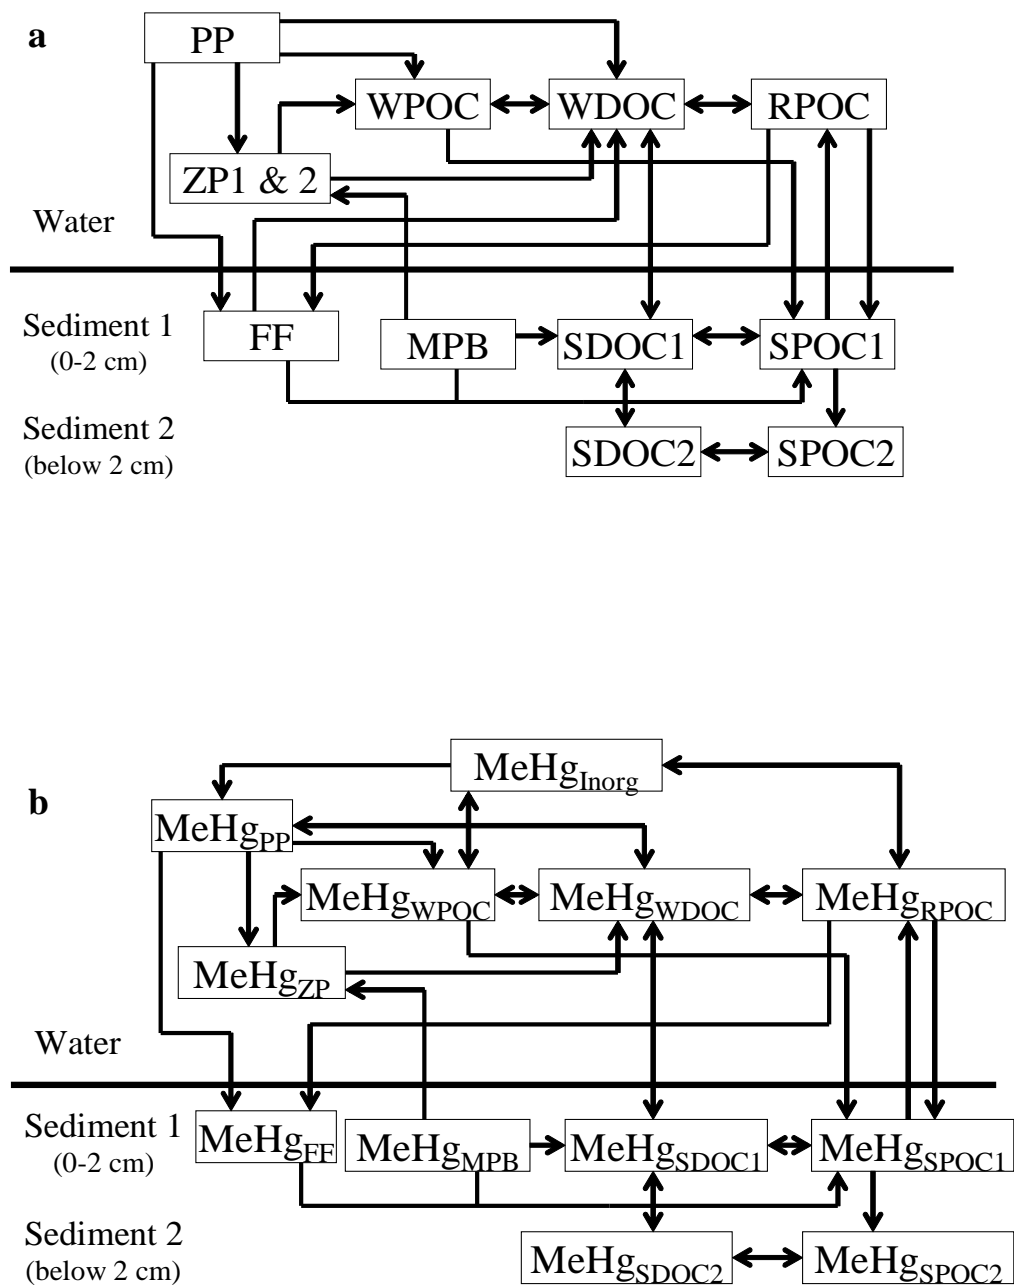 a
PP
WPOC
WDOC
RPOC
ZP1 & 2
Water
Sediment 1
(0-2 cm)
FF
MPB
SDOC1
SPOC1
Sediment 2
(below 2 cm)
SDOC2
SPOC2
b
MeHgInorg
MeHgPP
MeHgWPOC
MeHgWDOC
MeHgRPOC
MeHgZP
Water
Sediment 1
(0-2 cm)
MeHgFF
MeHgMPB
MeHgSDOC1
MeHgSPOC1
Sediment 2
(below 2 cm)
MeHgSDOC2
MeHgSPOC2